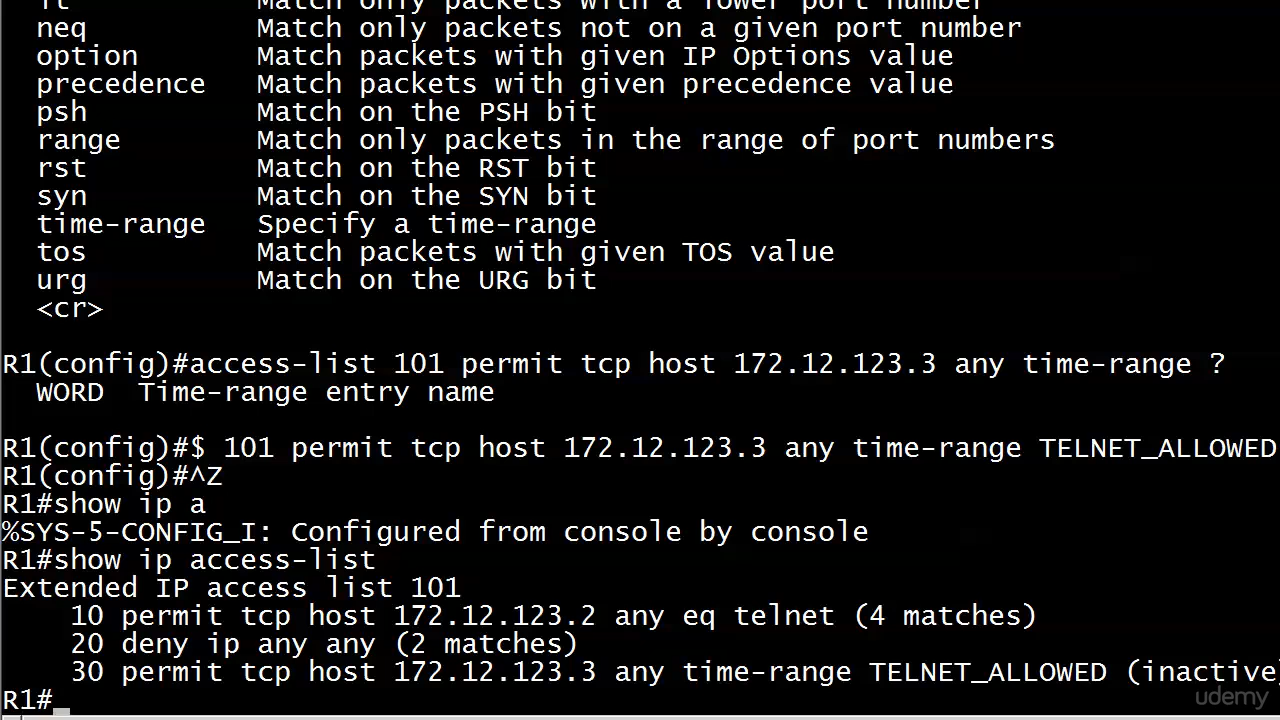 lt Match only packets with a lower port number
neq Match only packets not on a given port number
option Match packets with given IP Options value
precedence Match packets with given precedence value
psh Match on the PSH bit
range Match only packets in the range of port numbers
rst Match on the RST bit
syn Match on the SYN bit
time-range Specify a time-range
tos Match packets with given TOS value
urg Match on the URG bit
<cr>
R1(config)#access-list 101 permit tcp host 172.12.123.3 any time-range ?
WORD Time-range entry name
R1(config)#$ 101 permit tcp host 172.12.123.3 any time-range TELNET_ALLOWED
R1(config)#^Z
R1#show ip a
%SYS-5-CONFIG_I: Configured from console by console
R1#show ip access-list
Extended IP access list 101
10 permit tcp host 172.12.123.2 any eq telnet (4 matches)
20 deny ip any any (2 matches)
30 permit tcp host 172.12.123.3 any time-range TELNET_ALLOWED (inactive)
R1#
udemy